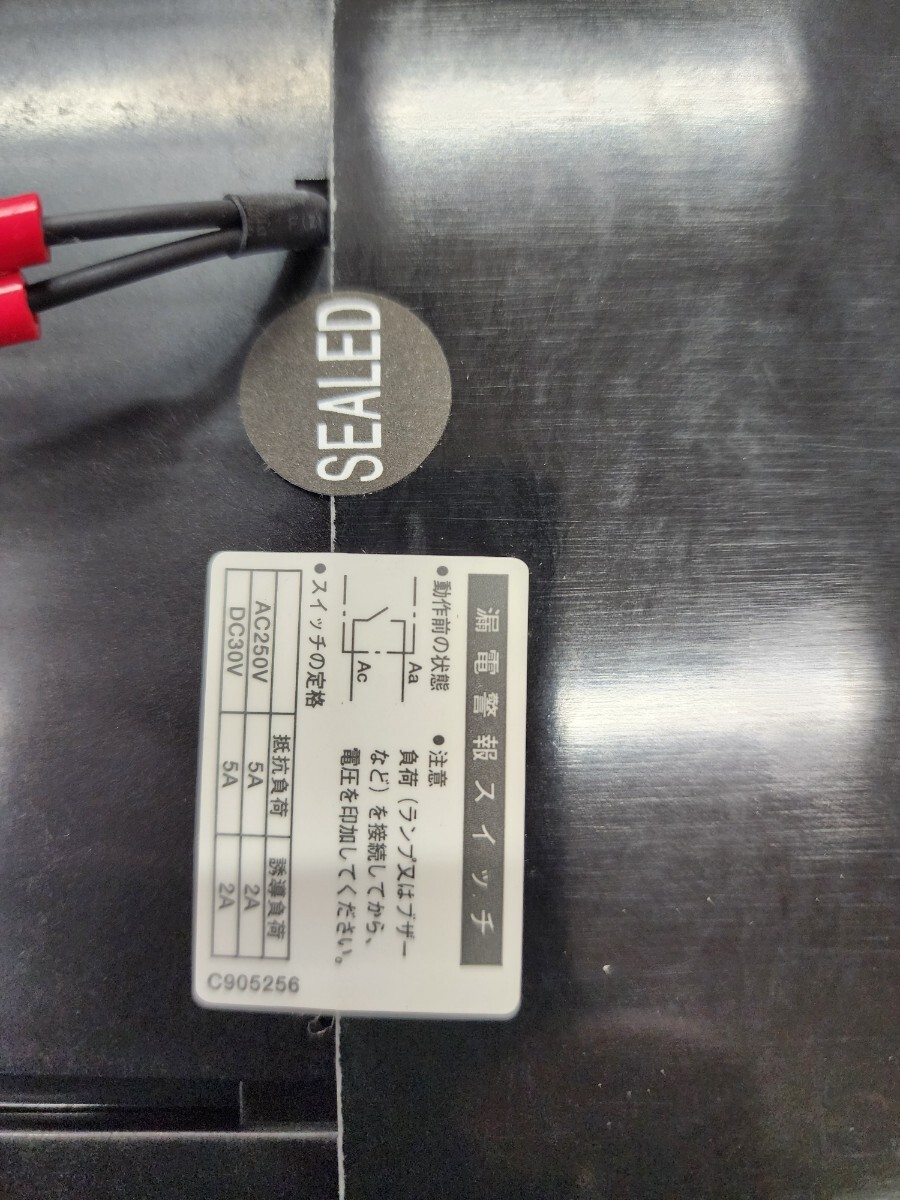 SEALED
漏電警報スイッチ
●動作前の状態
Aa
Ac
●注意
負荷（ランプ又はブザー
など）を接続してから、
電圧を印加してください。
●スイッチの定格
抵抗負荷 誘導負荷
AC250V 5A 2A
DC30V 5A 2A
C905256